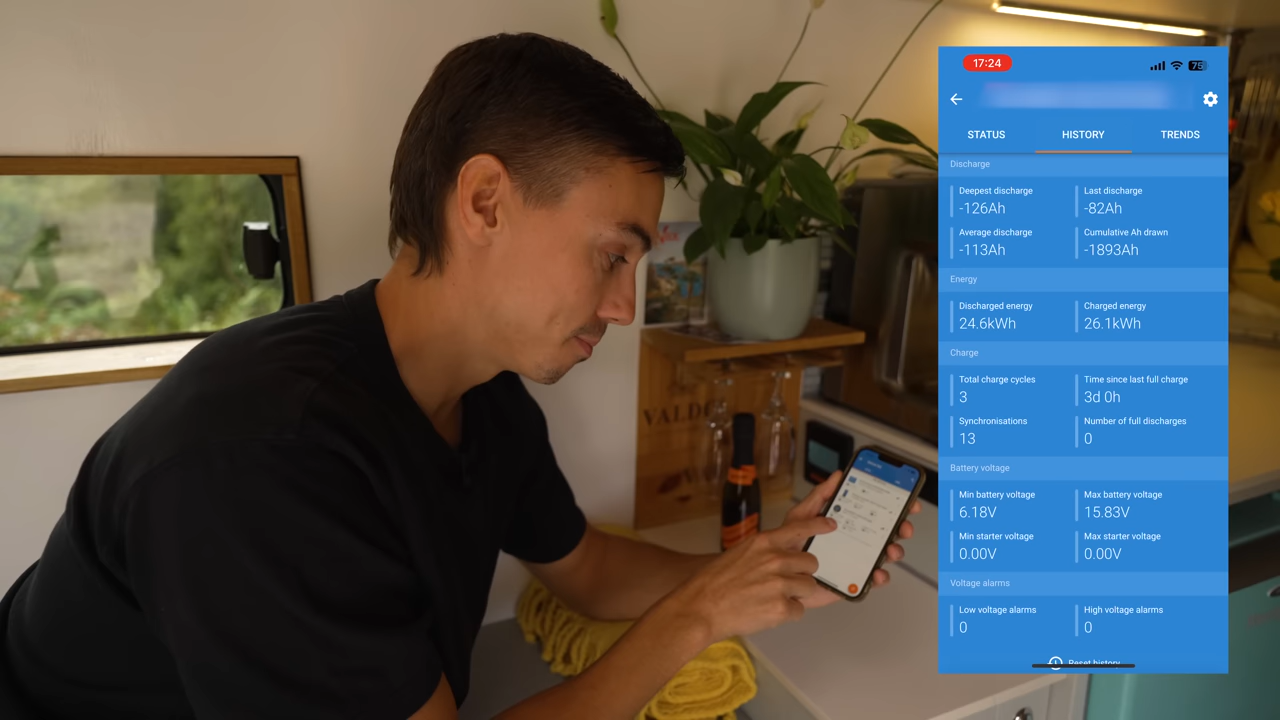 17:24
75
STATUS
HISTORY
TRENDS
Discharge
Deepest discharge
Last discharge
-126Ah
-82Ah
Average discharge
Cumulative Ah drawn
-113Ah
-1893Ah
Energy
Discharged energy
Charged energy
24.6kWh
26.1kWh
Charge
Total charge cycles
Time since last full charge
3
3d 0h
Synchronisations
Number of full discharges
13
0
Battery voltage
Min battery voltage
Max battery voltage
6.18V
15.83V
Min starter voltage
Max starter voltage
0.00V
0.00V
Voltage alarms
Low voltage alarms
High voltage alarms
0
0
Reset history
VALDO